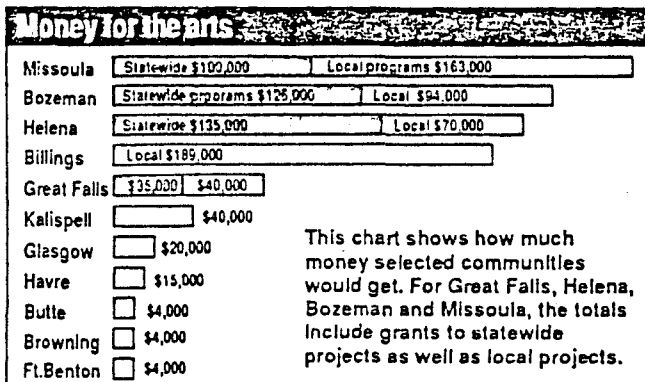 Money for the arts
Missoula Statewide $100,000 Local programs $163,000
Bozeman Statewide prporams $125,000 Local $94,000
Helena Statewide $135,000 Local $70,000
Billings Local $189,000
Great Falls $35,000 $40,000
Kalispell $40,000
Glasgow $20,000
Havre $15,000
Butte $4,000
Browning $4,000
Ft.Benton $4,000
This chart shows how much
money selected communities
would get. For Great Falls, Helena,
Bozeman and Missoula, the totals
include grants to statewide
projects as well as local projects.